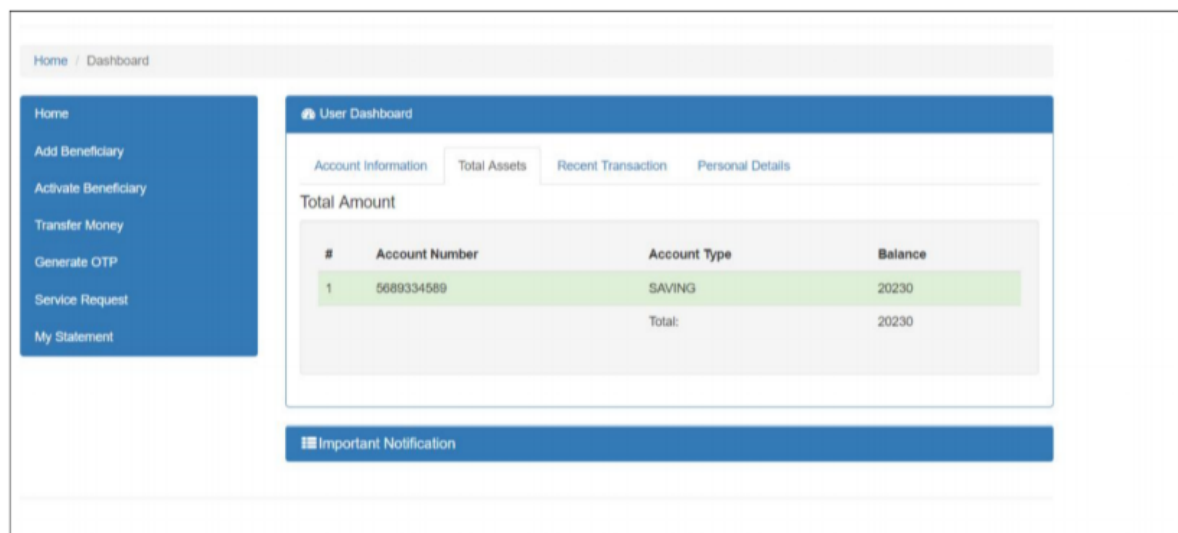 Home / Dashboard
Home
Add Beneficiary
Activate Beneficiary
Transfer Money
Generate OTP
Service Request
My Statement
User Dashboard
Account Information Total Assets Recent Transaction Personal Details
Total Amount
# Account Number Account Type Balance
1 5689334589 SAVING 20230
Total: 20230
Important Notification